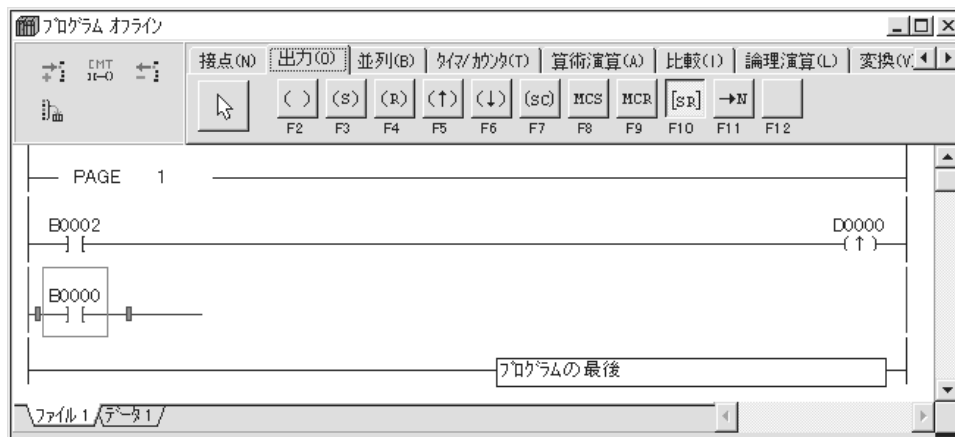 プログラム オフライン
接点(N) 出力(O) 並列(B) タイマ/カウンタ(T) 算術演算(A) 比較(I) 論理演算(L) 変換(V
CMT
( ) (S) (R) (↑) (↓) (SC) MCS MCR [SR] →N
F2 F3 F4 F5 F6 F7 F8 F9 F10 F11 F12
PAGE 1
B0002 D0000
(↑)
B0000
プログラムの最後
ファイル1 データ1